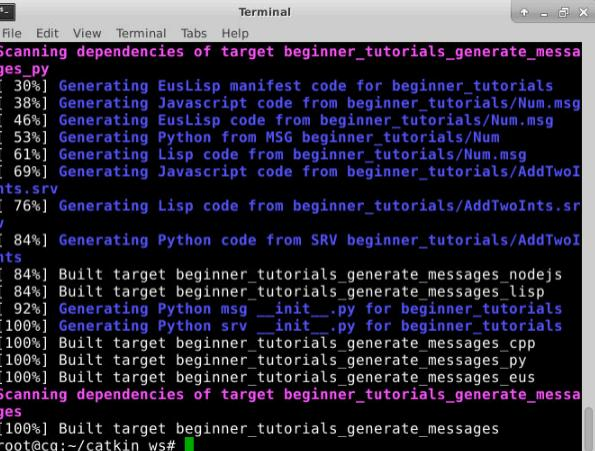 Terminal
File Edit View Terminal Tabs Help
Scanning dependencies of target beginner_tutorials_generate_messa
ges_py
[ 30%] Generating EusLisp manifest code for beginner_tutorials
[ 38%] Generating Javascript code from beginner_tutorials/Num.msg
[ 46%] Generating EusLisp code from beginner_tutorials/Num.msg
[ 53%] Generating Python from MSG beginner_tutorials/Num
[ 61%] Generating Lisp code from beginner_tutorials/Num.msg
[ 69%] Generating Javascript code from beginner_tutorials/AddTwoI
nts.srv
[ 76%] Generating Lisp code from beginner_tutorials/AddTwoInts.sr
v
[ 84%] Generating Python code from SRV beginner_tutorials/AddTwoI
nts
[ 84%] Built target beginner_tutorials_generate_messages_nodejs
[ 84%] Built target beginner_tutorials_generate_messages_lisp
[ 92%] Generating Python msg __init__.py for beginner_tutorials
[100%] Generating Python srv __init__.py for beginner_tutorials
[100%] Built target beginner_tutorials_generate_messages_cpp
[100%] Built target beginner_tutorials_generate_messages_py
[100%] Built target beginner_tutorials_generate_messages_eus
Scanning dependencies of target beginner_tutorials_generate_messa
ges
[100%] Built target beginner_tutorials_generate_messages
root@cg:~/catkin_ws#